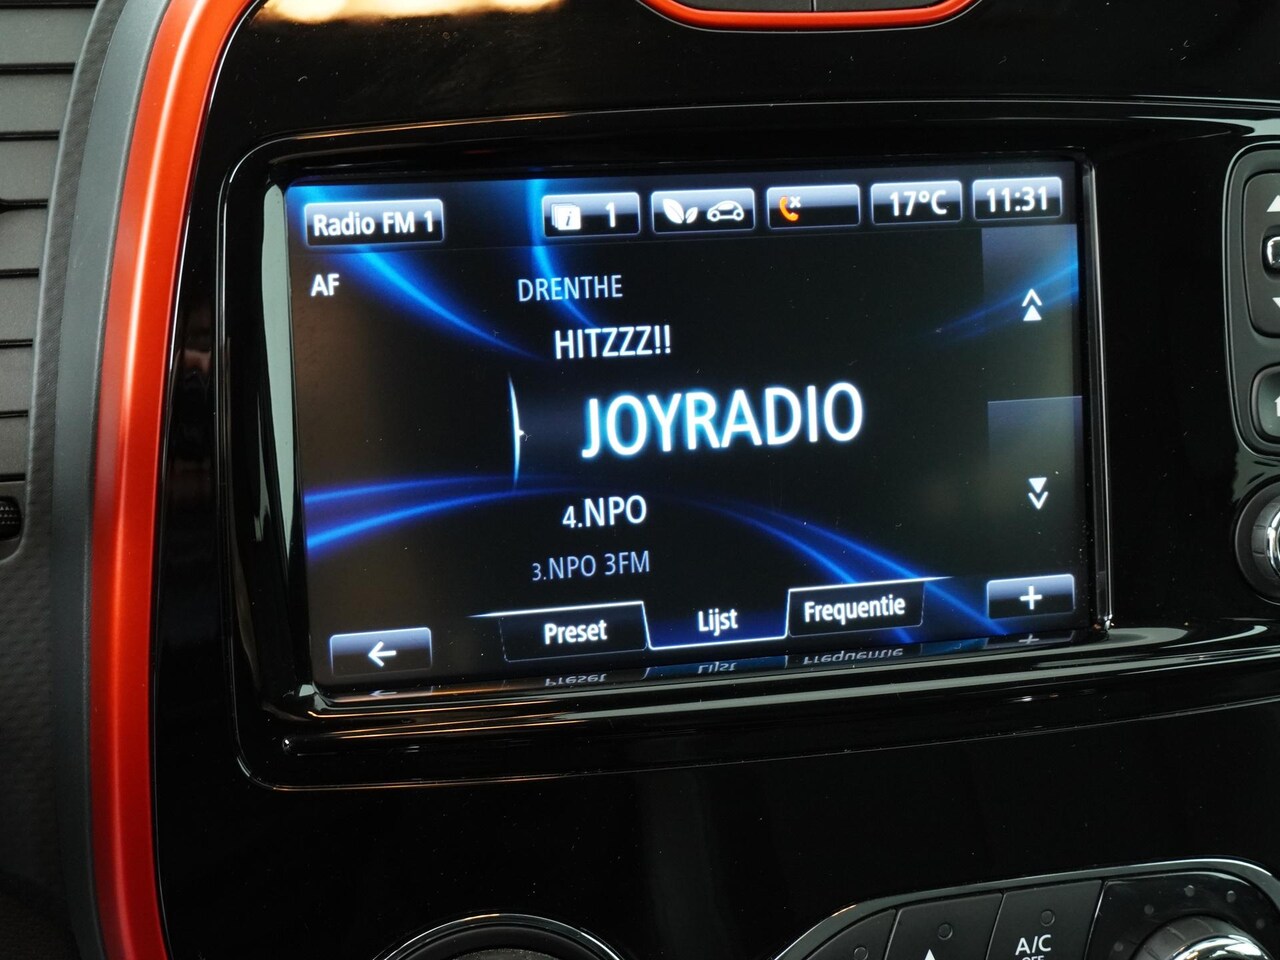 Radio FM 1
1
17°C
11:31
AF
DRENTHE
HITZZZ!!
JOYRADIO
4.NPO
3.NPO 3FM
Preset
Lijst
Frequentie
+
A/C
OFF